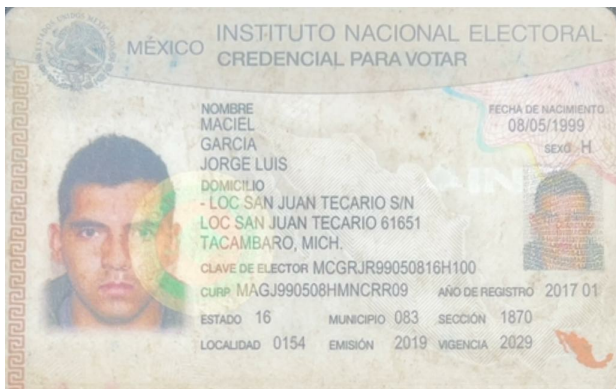 MÉXICO
INSTITUTO NACIONAL ELECTORAL
CREDENCIAL PARA VOTAR
NOMBRE
MACIEL
GARCIA
JORGE LUIS
FECHA DE NACIMIENTO
08/05/1999
SEXO H
DOMICILIO
- LOC SAN JUAN TECARIO S/N
LOC SAN JUAN TECARIO 61651
TACAMBARO, MICH.
CLAVE DE ELECTOR MCGRJR99050816H100
CURP MAGJ990508HMNCRR09 AÑO DE REGISTRO 2017 01
ESTADO 16 MUNICIPIO 083 SECCIÓN 1870
LOCALIDAD 0154 EMISIÓN 2019 VIGENCIA 2029
INE